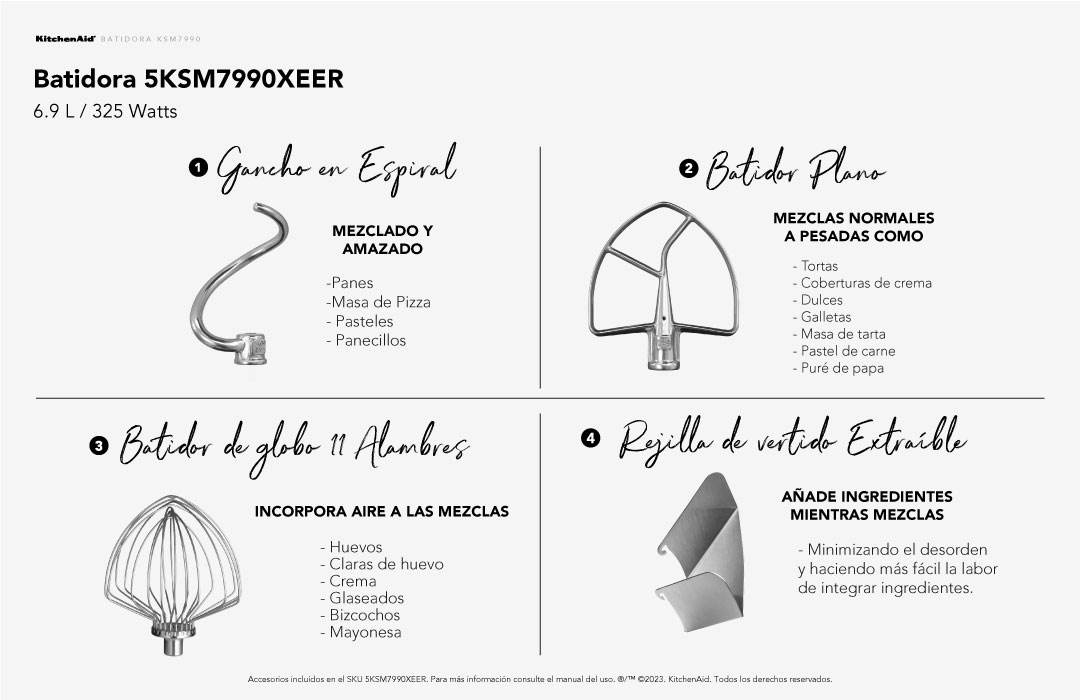 KitchenAid® BATIDORA KSM7990
Batidora 5KSM7990XEER
6.9 L / 325 Watts
1 Gancho en Espiral
MEZCLADO Y
AMAZADO
-Panes
-Masa de Pizza
- Pasteles
- Panecillos
2 Batidor Plano
MEZCLAS NORMALES
A PESADAS COMO
- Tortas
- Coberturas de crema
- Dulces
- Galletas
- Masa de tarta
- Pastel de carne
- Puré de papa
3 Batidor de globo 11 Alambres
INCORPORA AIRE A LAS MEZCLAS
- Huevos
- Claras de huevo
- Crema
- Glaseados
- Bizcochos
- Mayonesa
4 Rejilla de vertido Extraíble
AÑADE INGREDIENTES
MIENTRAS MEZCLAS
- Minimizando el desorden
y haciendo más fácil la labor
de integrar ingredientes.
Accesorios incluidos en el SKU 5KSM7990XEER. Para más información consulte el manual del uso. ®/™ ©2023. KitchenAid. Todos los derechos reservados.